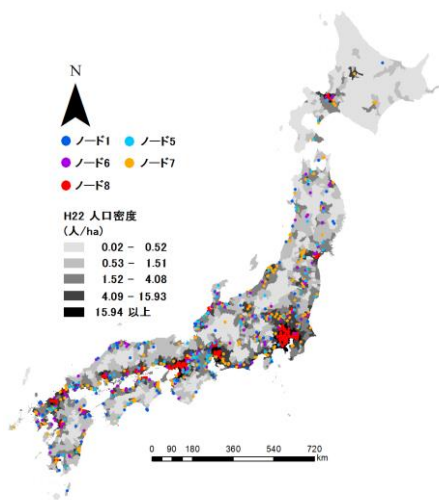 N
ノード1 ノード5
ノード6 ノード7
ノード8
H22 人口密度
(人/ha)
0.02 - 0.52
0.53 - 1.51
1.52 - 4.08
4.09 - 15.93
15.94 以上
0 90 180 360 540 720
km